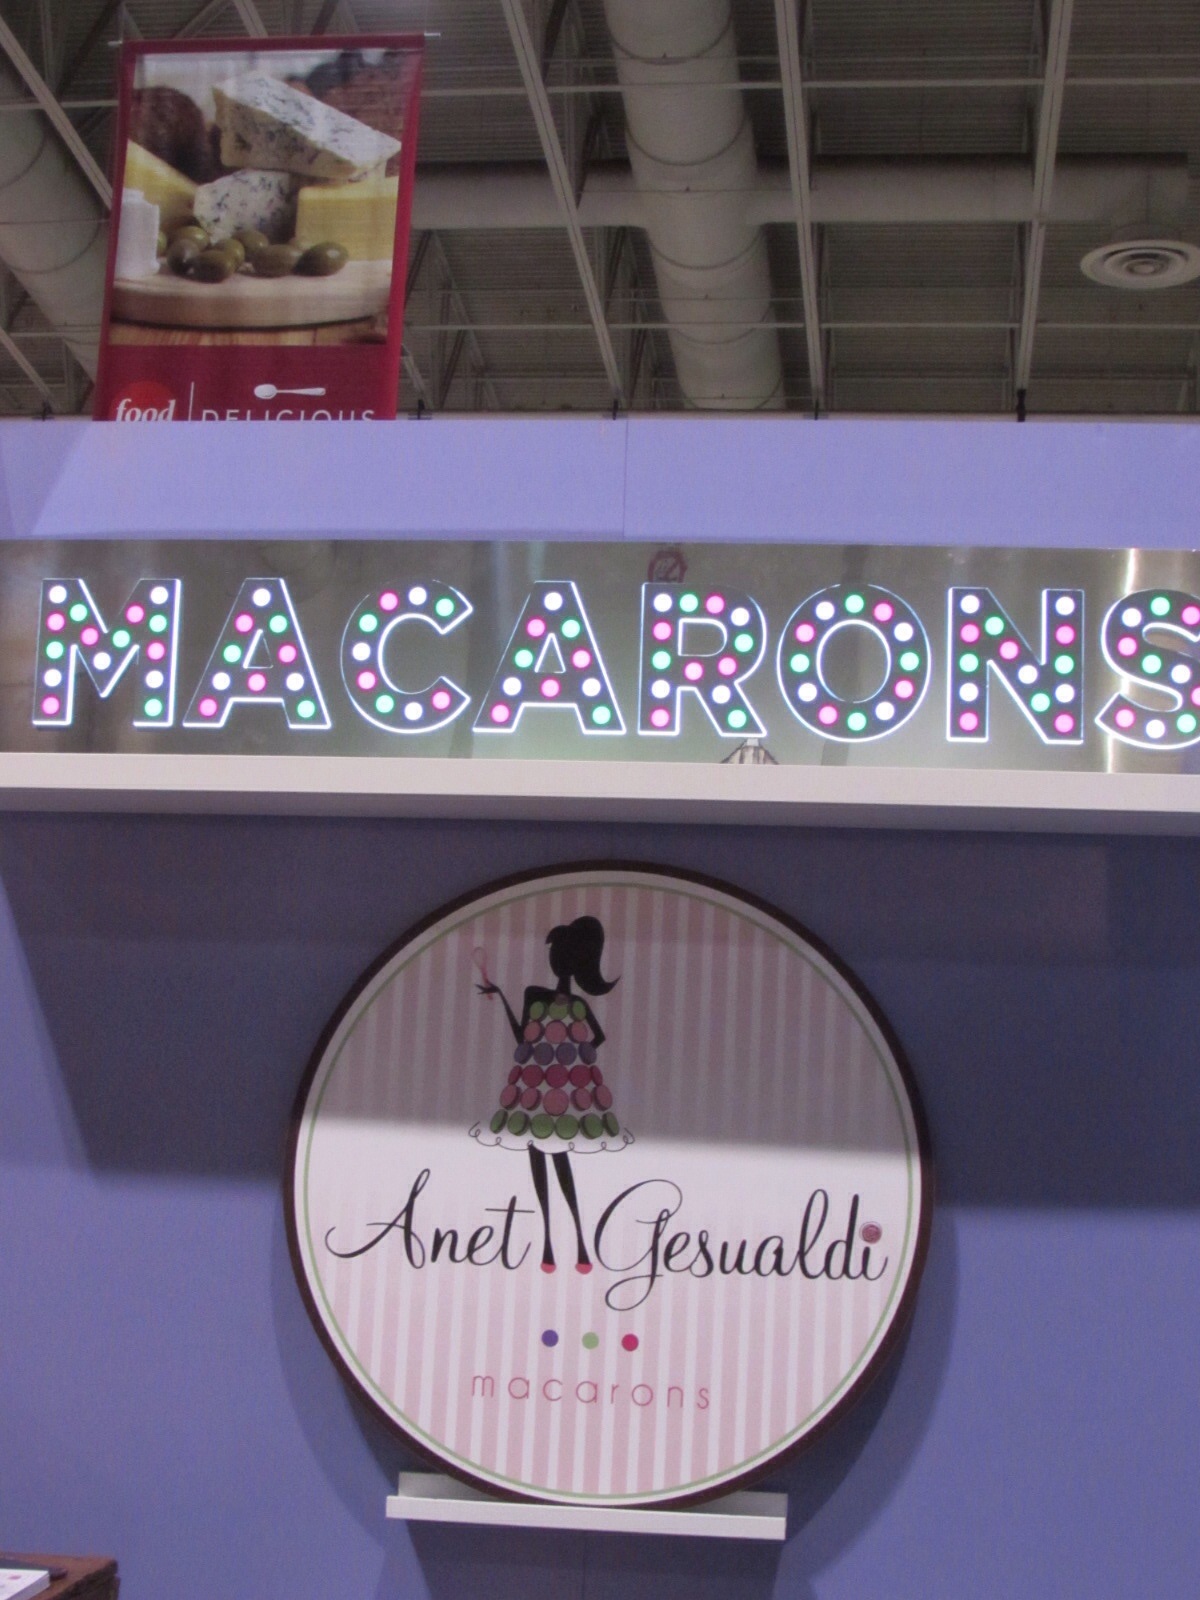 food | DELICIOUS
MACARONS
Anet Gesualdi
macarons